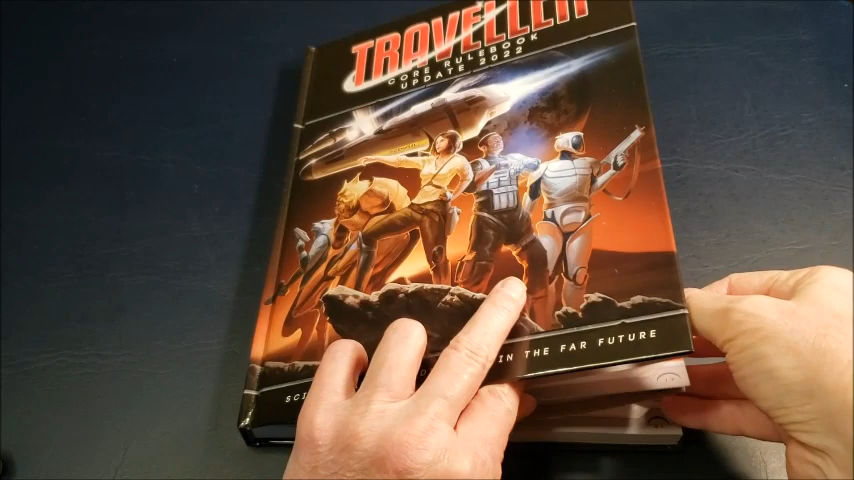 TRAVELLER
CORE RULEBOOK
UPDATE 2022
IN THE FAR FUTURE